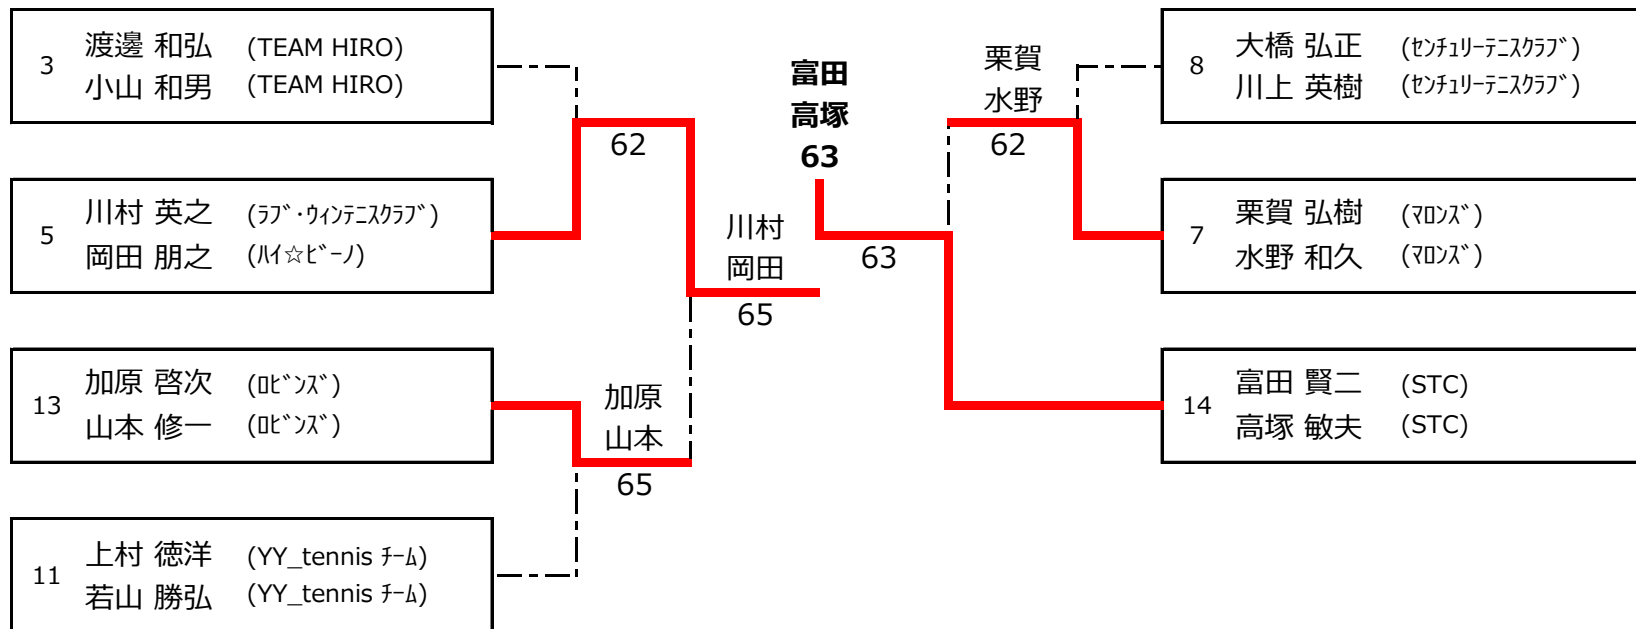 3
渡邊 和弘 (TEAM HIRO)
小山 和男 (TEAM HIRO)
5
川村 英之 (ﾗﾌﾞ・ｳｨﾝﾃﾆｽｸﾗﾌﾞ)
岡田 朋之 (ﾊｲ☆ﾋﾞｰﾉ)
13
加原 啓次 (ﾛﾋﾞﾝｽﾞ)
山本 修一 (ﾛﾋﾞﾝｽﾞ)
11
上村 徳洋 (YY_tennis ﾁｰﾑ)
若山 勝弘 (YY_tennis ﾁｰﾑ)
62
加原
山本
65
川村
岡田
65
富田
高塚
63
63
栗賀
水野
62
8
大橋 弘正 (ｾﾝﾁｭﾘｰﾃﾆｽｸﾗﾌﾞ)
川上 英樹 (ｾﾝﾁｭﾘｰﾃﾆｽｸﾗﾌﾞ)
7
栗賀 弘樹 (ﾏﾛﾝｽﾞ)
水野 和久 (ﾏﾛﾝｽﾞ)
14
富田 賢二 (STC)
高塚 敏夫 (STC)